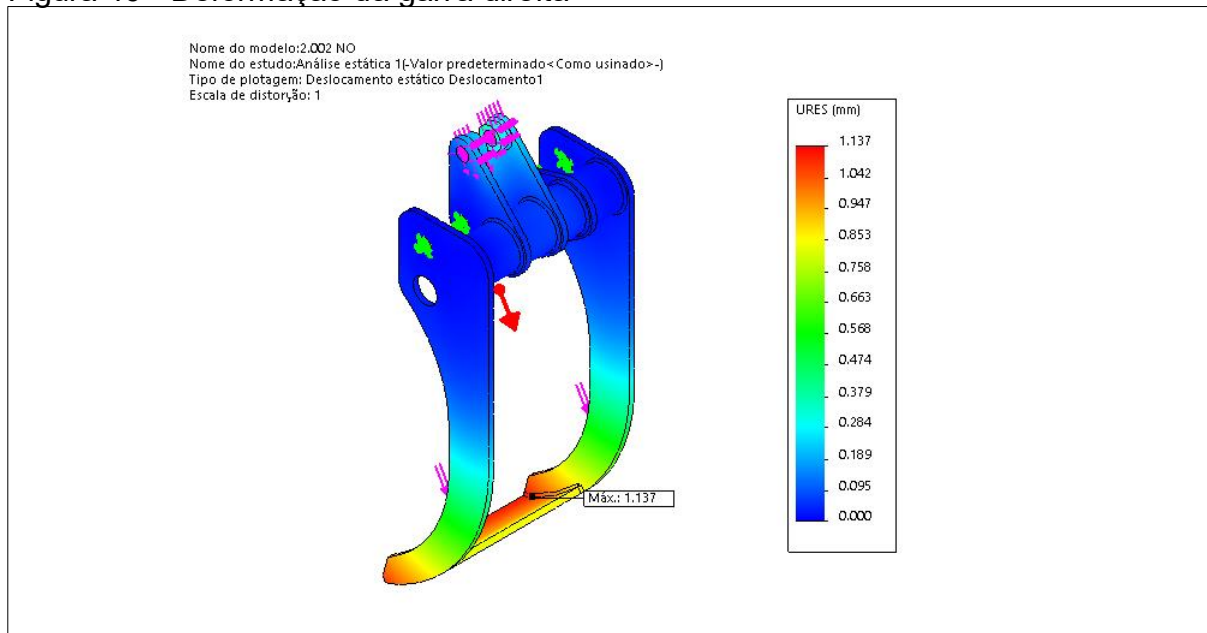 Nome do modelo:2.002 NO
Nome do estudo:Análise estática 1(-Valor predeterminado<Como usinado>-)
Tipo de plotagem: Deslocamento estático Deslocamento1
Escala de distorção: 1
URES (mm)
1.137
1.042
0.947
0.853
0.758
0.663
0.568
0.474
0.379
0.284
0.189
0.095
0.000
Máx.: 1.137